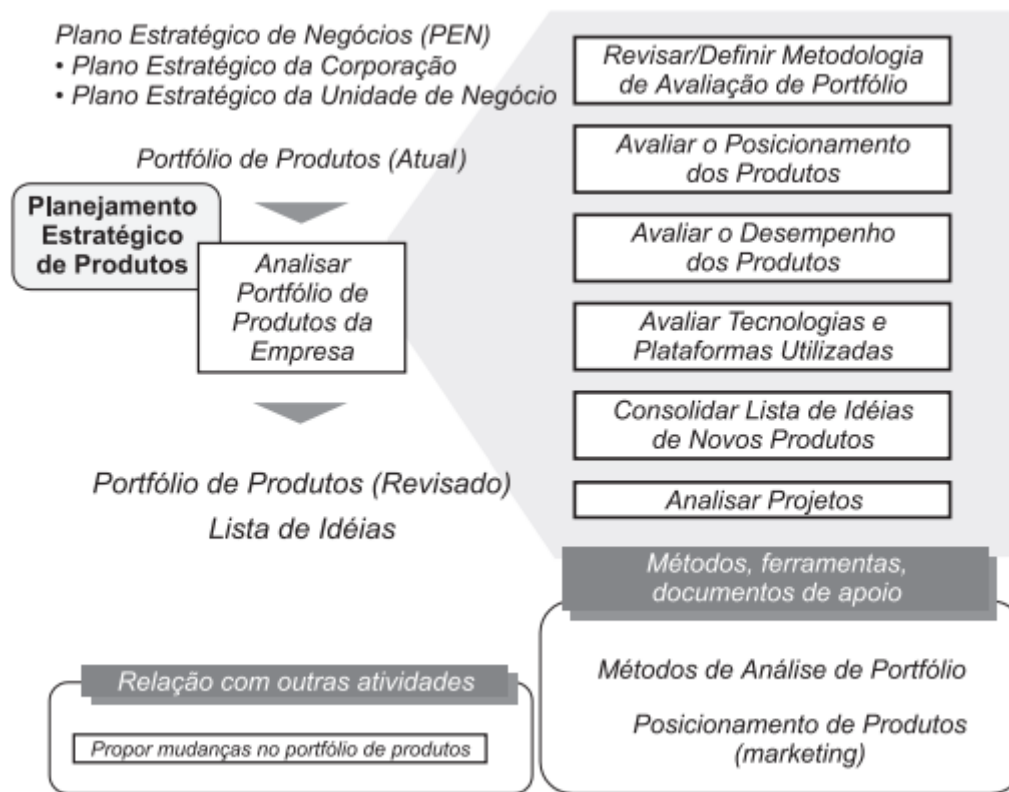 Plano Estratégico de Negócios (PEN)
• Plano Estratégico da Corporação
• Plano Estratégico da Unidade de Negócio
Portfólio de Produtos (Atual)
Planejamento
Estratégico
de Produtos
Analisar
Portfólio de
Produtos da
Empresa
Portfólio de Produtos (Revisado)
Lista de Idéias
Revisar/Definir Metodologia
de Avaliação de Portfólio
Avaliar o Posicionamento
dos Produtos
Avaliar o Desempenho
dos Produtos
Avaliar Tecnologias e
Plataformas Utilizadas
Consolidar Lista de Idéias
de Novos Produtos
Analisar Projetos
Relação com outras atividades
Propor mudanças no portfólio de produtos
Métodos, ferramentas,
documentos de apoio
Métodos de Análise de Portfólio
Posicionamento de Produtos
(marketing)